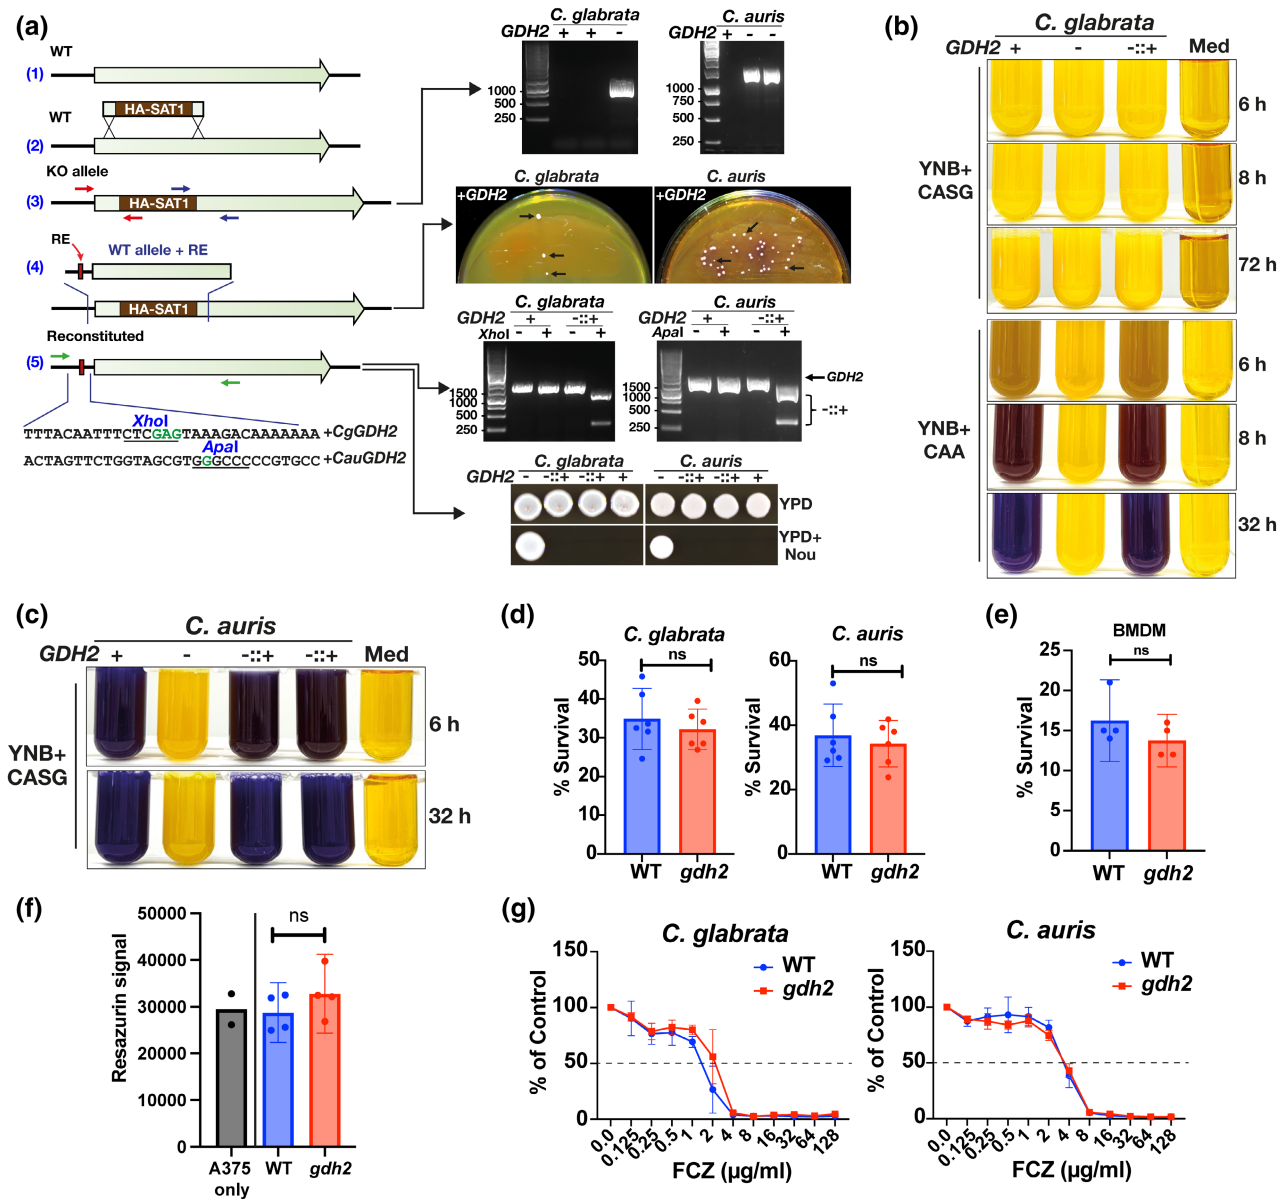 (a)
WT
(1)
HA-SAT1
WT
(2)
KO allele
(3)
HA-SAT1
RE
WT allele + RE
(4)
HA-SAT1
Reconstituted
(5)
XhoI
TTTACAATTTCTCGAGTAAAGACAAAAAAA +CgGDH2
ApaI
ACTAGTTCTGGTAGCGTGGGCCCCCGTGCC +CauGDH2
C. glabrata
GDH2 + + -
1000
500
250
C. auris
GDH2 + - -
1000
750
500
250
C. glabrata
+GDH2
C. auris
+GDH2
C. glabrata
GDH2 + -::+
XhoI - + - +
1500
1000
500
250
C. auris
GDH2 + -::+
ApaI - + - +
1500
1000
500
250
GDH2
-::+
C. glabrata C. auris
GDH2 - -::+ -::+ + - -::+ -::+ +
YPD
YPD+
Nou
(b)
C. glabrata
GDH2 + - -::+ Med
YNB+
CASG
6 h
8 h
72 h
YNB+
CAA
6 h
8 h
32 h
(c)
C. auris
GDH2 + - -::+ -::+ Med
YNB+
CASG
6 h
32 h
(d)
C. glabrata
ns
% Survival
50
40
30
20
10
0
WT gdh2
C. auris
ns
% Survival
60
40
20
0
WT gdh2
(e)
BMDM
ns
% Survival
25
20
15
10
5
0
WT gdh2
(f)
ns
Resazurin signal
50000
40000
30000
20000
10000
0
A375
only
WT gdh2
(g)
C. glabrata
WT
gdh2
% of Control
150
100
50
0
0.0 0.125 0.25 0.5 1 2 4 8 16 32 64 128
FCZ (µg/ml)
C. auris
WT
gdh2
% of Control
150
100
50
0
0.0 0.125 0.25 0.5 1 2 4 8 16 32 64 128
FCZ (µg/ml)